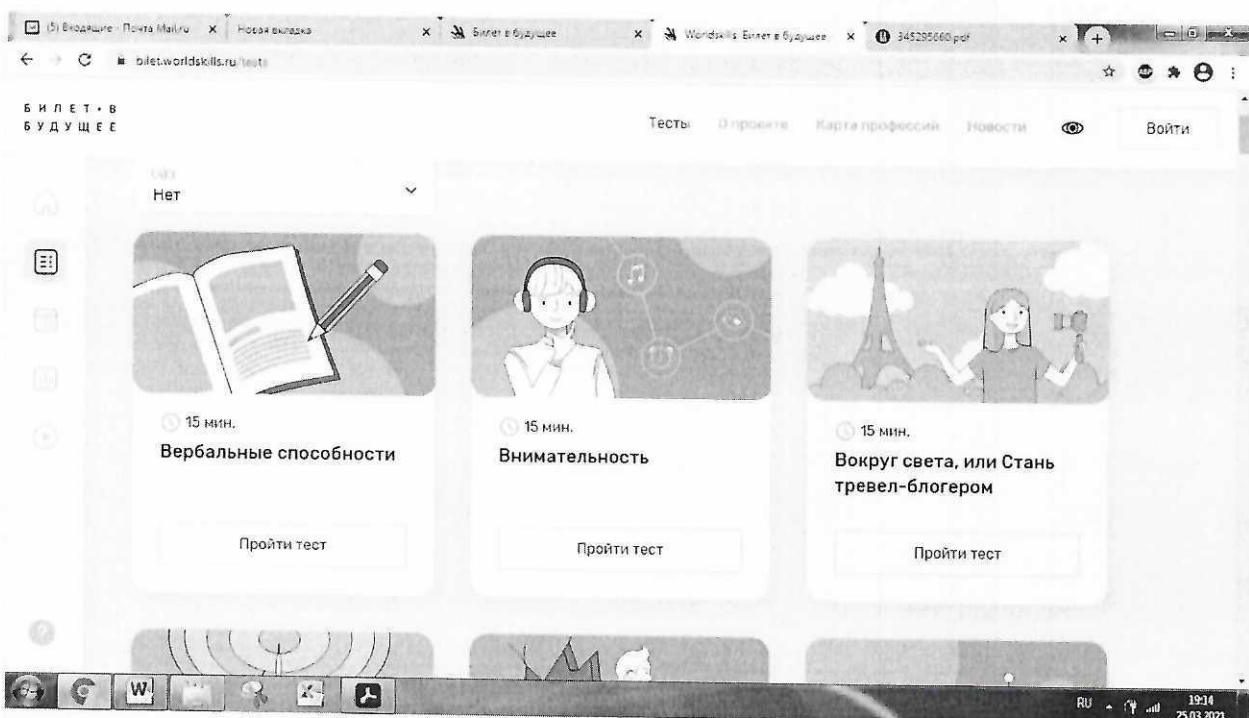 (5) Входящие - Почта Mail.ru
Новая вкладка
Билет в будущее
Worldskills. Билет в будущее
345295660.pdf
bilet.worldskills.ru/tests
БИЛЕТ • В
БУДУЩЕЕ
Тесты
О проекте
Карта профессий
Новости
Войти
Нет
15 мин.
Вербальные способности
Пройти тест
15 мин.
Внимательность
Пройти тест
15 мин.
Вокруг света, или Стань
тревел-блогером
Пройти тест
RU
19:14
25.03.2021